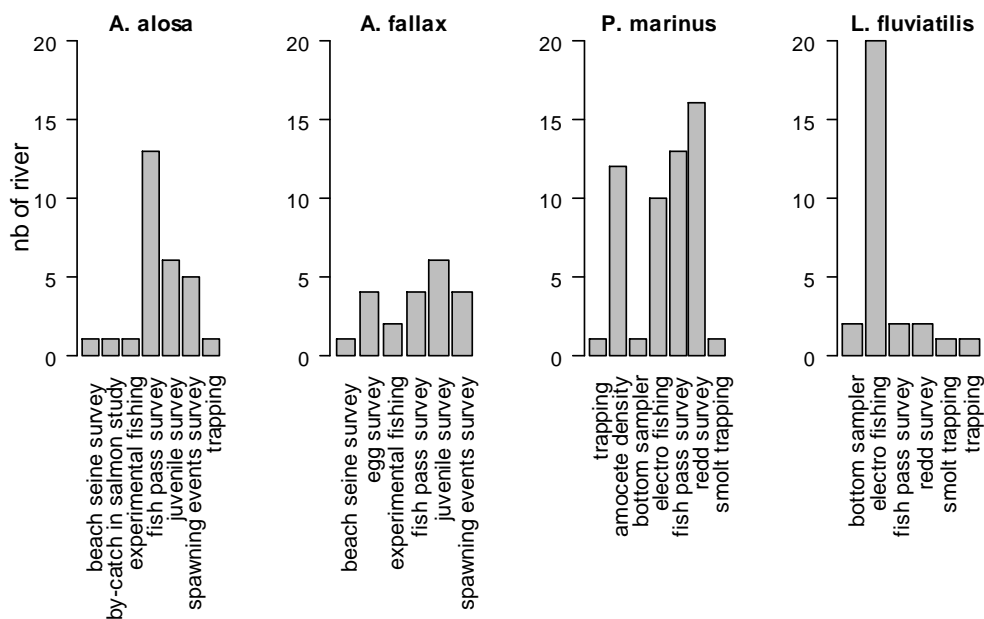 A. alosa
nb of river
0
5
10
15
20
beach seine survey
by-catch in salmon study
experimental fishing
fish pass survey
juvenile survey
spawning events survey
trapping
A. fallax
0
5
10
15
20
beach seine survey
egg survey
experimental fishing
fish pass survey
juvenile survey
spawning events survey
P. marinus
0
5
10
15
20
trapping
amocete density
bottom sampler
electro fishing
fish pass survey
redd survey
smolt trapping
L. fluviatilis
0
5
10
15
20
bottom sampler
electro fishing
fish pass survey
redd survey
smolt trapping
trapping